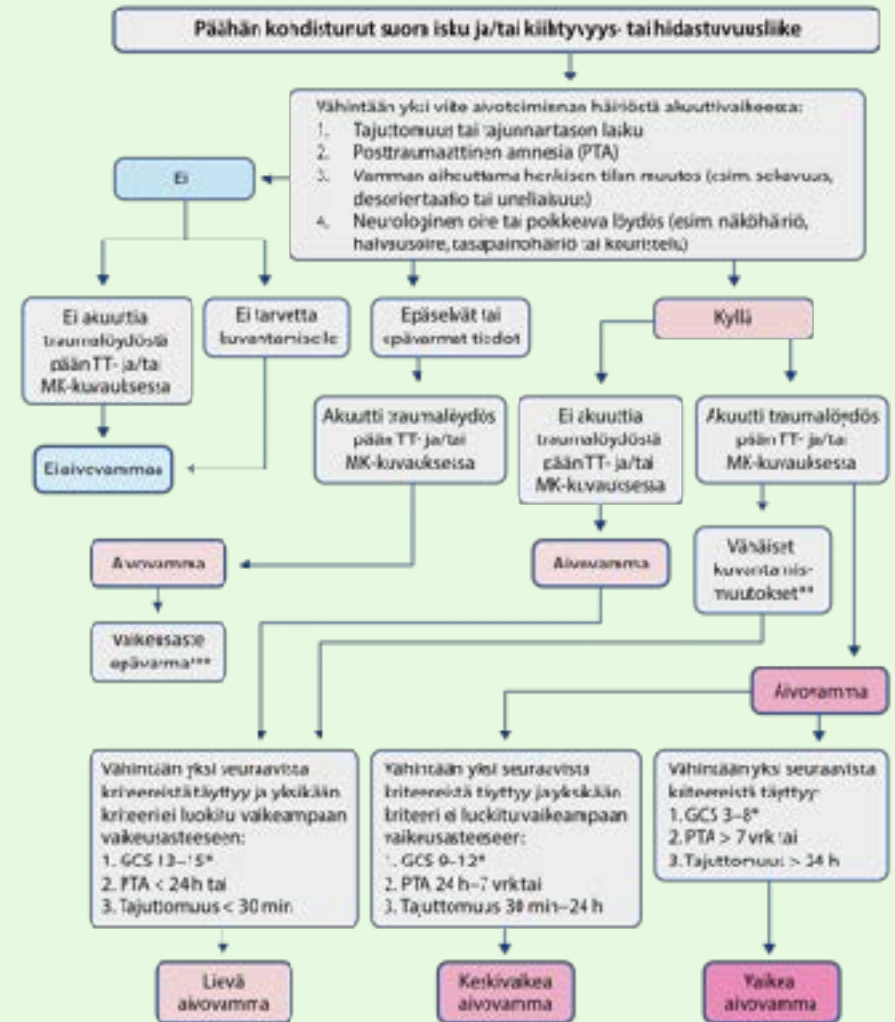 Päähän kohdistunut suora isku ja/tai kiihtyvyys- tai hidastuvuusliike
Vähintään yksi viite aivotoiminnan häiriöstä akuuttivaiheessa:
1. Tajuttomuus tai tajunnantason lasku
2. Posttraumaattinen amnesia (PTA)
3. Vamman aiheuttama henkisen tilan muutos (esim. sekavuus,
desorientaatio tai uneliaisuus)
4. Neurologinen oire tai poikkeava löydös (esim. näköhäiriö,
halvausoire, tasapainohäiriö tai kouristelu)
Ei
Ei akuuttia
traumalöydöstä
pään TT- ja/tai
MK-kuvauksessa
Ei tarvetta
kuvantamiselle
Epäselvät tai
epävarmat tiedot
Kyllä
Ei aivovammaa
Akuutti traumalöydös
pään TT- ja/tai
MK-kuvauksessa
Ei akuuttia
traumalöydöstä
pään TT- ja/tai
MK-kuvauksessa
Akuutti traumalöydös
pään TT- ja/tai
MK-kuvauksessa
Aivovamma
Aivovamma
Vähäiset
kuvantamis-
muutokset**
Vaikeusaste
epävarma***
Aivovamma
Vähintään yksi seuraavista
kriteereistä täyttyy ja yksikään
kriteeri ei luokitu vaikeampaan
vaikeusasteeseen:
1. GCS 13–15*
2. PTA < 24 h tai
3. Tajuttomuus < 30 min
Vähintään yksi seuraavista
kriteereistä täyttyy ja yksikään
kriteeri ei luokitu vaikeampaan
vaikeusasteeseen:
1. GCS 9–12*
2. PTA 24 h–7 vrk tai
3. Tajuttomuus 30 min–24 h
Vähintään yksi seuraavista
kriteereistä täyttyy:
1. GCS 3–8*
2. PTA > 7 vrk tai
3. Tajuttomuus > 24 h
Lievä
aivovamma
Keskivaikea
aivovamma
Vaikea
aivovamma